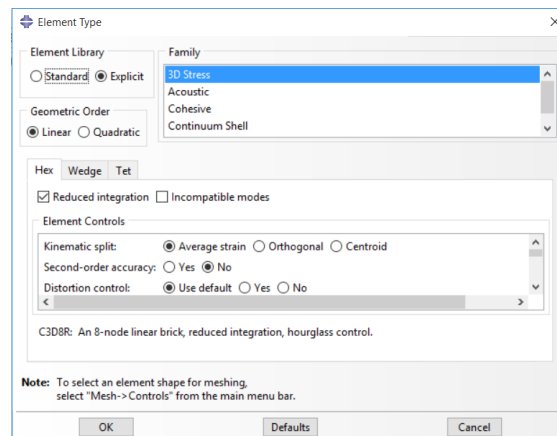 Element Type
Element Library
Standard Explicit
Family
3D Stress
Acoustic
Cohesive
Continuum Shell
Geometric Order
Linear Quadratic
Hex Wedge Tet
Reduced integration Incompatible modes
Element Controls
Kinematic split: Average strain Orthogonal Centroid
Second-order accuracy: Yes No
Distortion control: Use default Yes No
C3D8R: An 8-node linear brick, reduced integration, hourglass control.
Note: To select an element shape for meshing,
select "Mesh->Controls" from the main menu bar.
OK Defaults Cancel